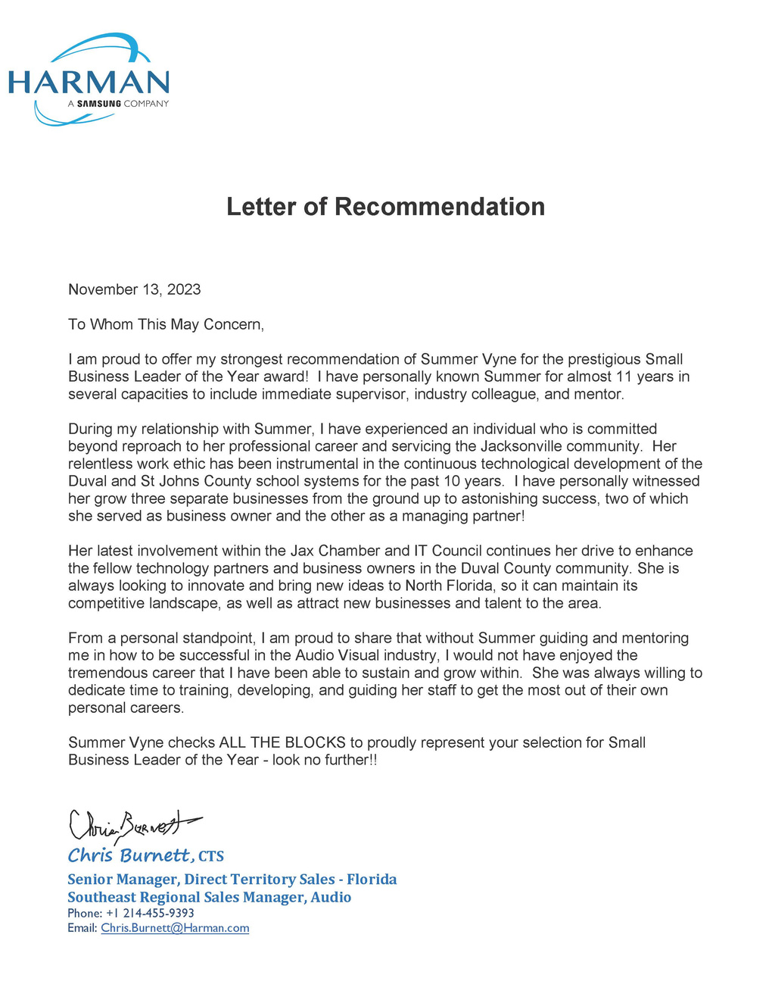 HARMAN
A SAMSUNG COMPANY
Letter of Recommendation
November 13, 2023
To Whom This May Concern,
I am proud to offer my strongest recommendation of Summer Vyne for the prestigious Small
Business Leader of the Year award!  I have personally known Summer for almost 11 years in
several capacities to include immediate supervisor, industry colleague, and mentor.
During my relationship with Summer, I have experienced an individual who is committed
beyond reproach to her professional career and servicing the Jacksonville community.  Her
relentless work ethic has been instrumental in the continuous technological development of the
Duval and St Johns County school systems for the past 10 years.  I have personally witnessed
her grow three separate businesses from the ground up to astonishing success, two of which
she served as business owner and the other as a managing partner!
Her latest involvement within the Jax Chamber and IT Council continues her drive to enhance
the fellow technology partners and business owners in the Duval County community. She is
always looking to innovate and bring new ideas to North Florida, so it can maintain its
competitive landscape, as well as attract new businesses and talent to the area.
From a personal standpoint, I am proud to share that without Summer guiding and mentoring
me in how to be successful in the Audio Visual industry, I would not have enjoyed the
tremendous career that I have been able to sustain and grow within.  She was always willing to
dedicate time to training, developing, and guiding her staff to get the most out of their own
personal careers.
Summer Vyne checks ALL THE BLOCKS to proudly represent your selection for Small
Business Leader of the Year - look no further!!
Chris Burnett
Chris Burnett, CTS
Senior Manager, Direct Territory Sales - Florida
Southeast Regional Sales Manager, Audio
Phone: +1 214-455-9393
Email: Chris.Burnett@Harman.com